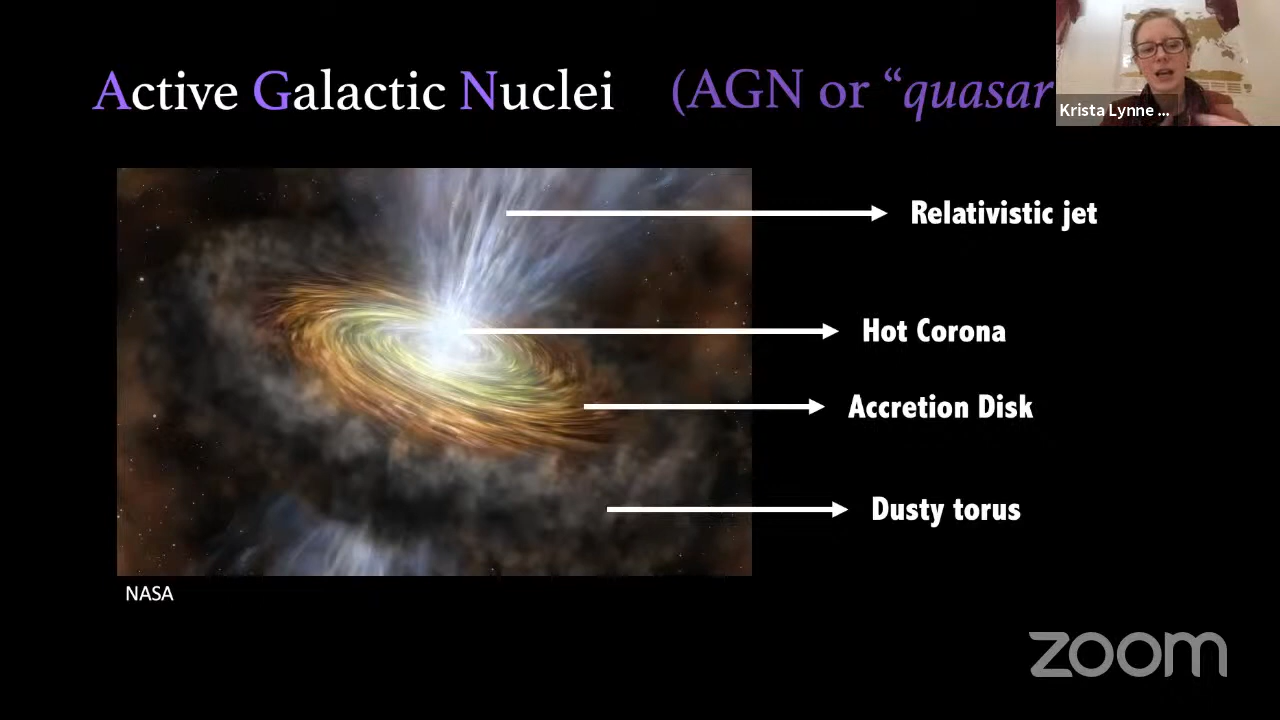 Active Galactic Nuclei (AGN or “quasar
Krista Lynne ...
Relativistic jet
Hot Corona
Accretion Disk
Dusty torus
NASA
zoom